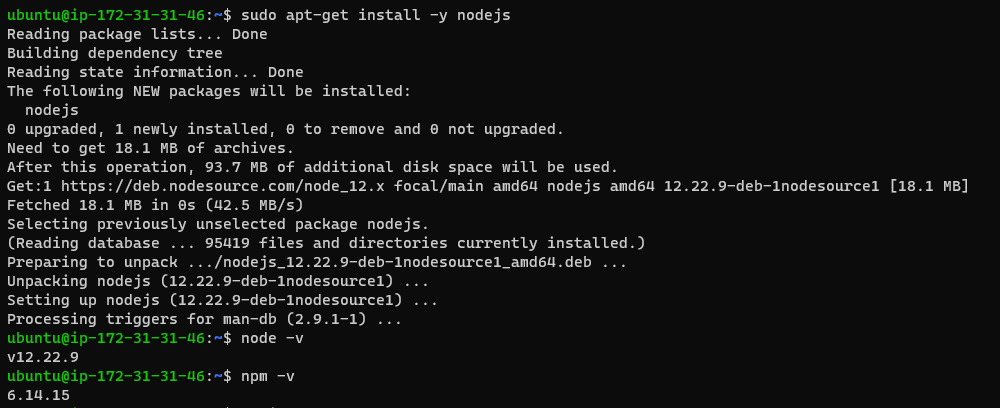 ubuntu@ip-172-31-31-46:~$ sudo apt-get install -y nodejs
Reading package lists... Done
Building dependency tree
Reading state information... Done
The following NEW packages will be installed:
  nodejs
0 upgraded, 1 newly installed, 0 to remove and 0 not upgraded.
Need to get 18.1 MB of archives.
After this operation, 93.7 MB of additional disk space will be used.
Get:1 https://deb.nodesource.com/node_12.x focal/main amd64 nodejs amd64 12.22.9-deb-1nodesource1 [18.1 MB]
Fetched 18.1 MB in 0s (42.5 MB/s)
Selecting previously unselected package nodejs.
(Reading database ... 95419 files and directories currently installed.)
Preparing to unpack .../nodejs_12.22.9-deb-1nodesource1_amd64.deb ...
Unpacking nodejs (12.22.9-deb-1nodesource1) ...
Setting up nodejs (12.22.9-deb-1nodesource1) ...
Processing triggers for man-db (2.9.1-1) ...
ubuntu@ip-172-31-31-46:~$ node -v
v12.22.9
ubuntu@ip-172-31-31-46:~$ npm -v
6.14.15